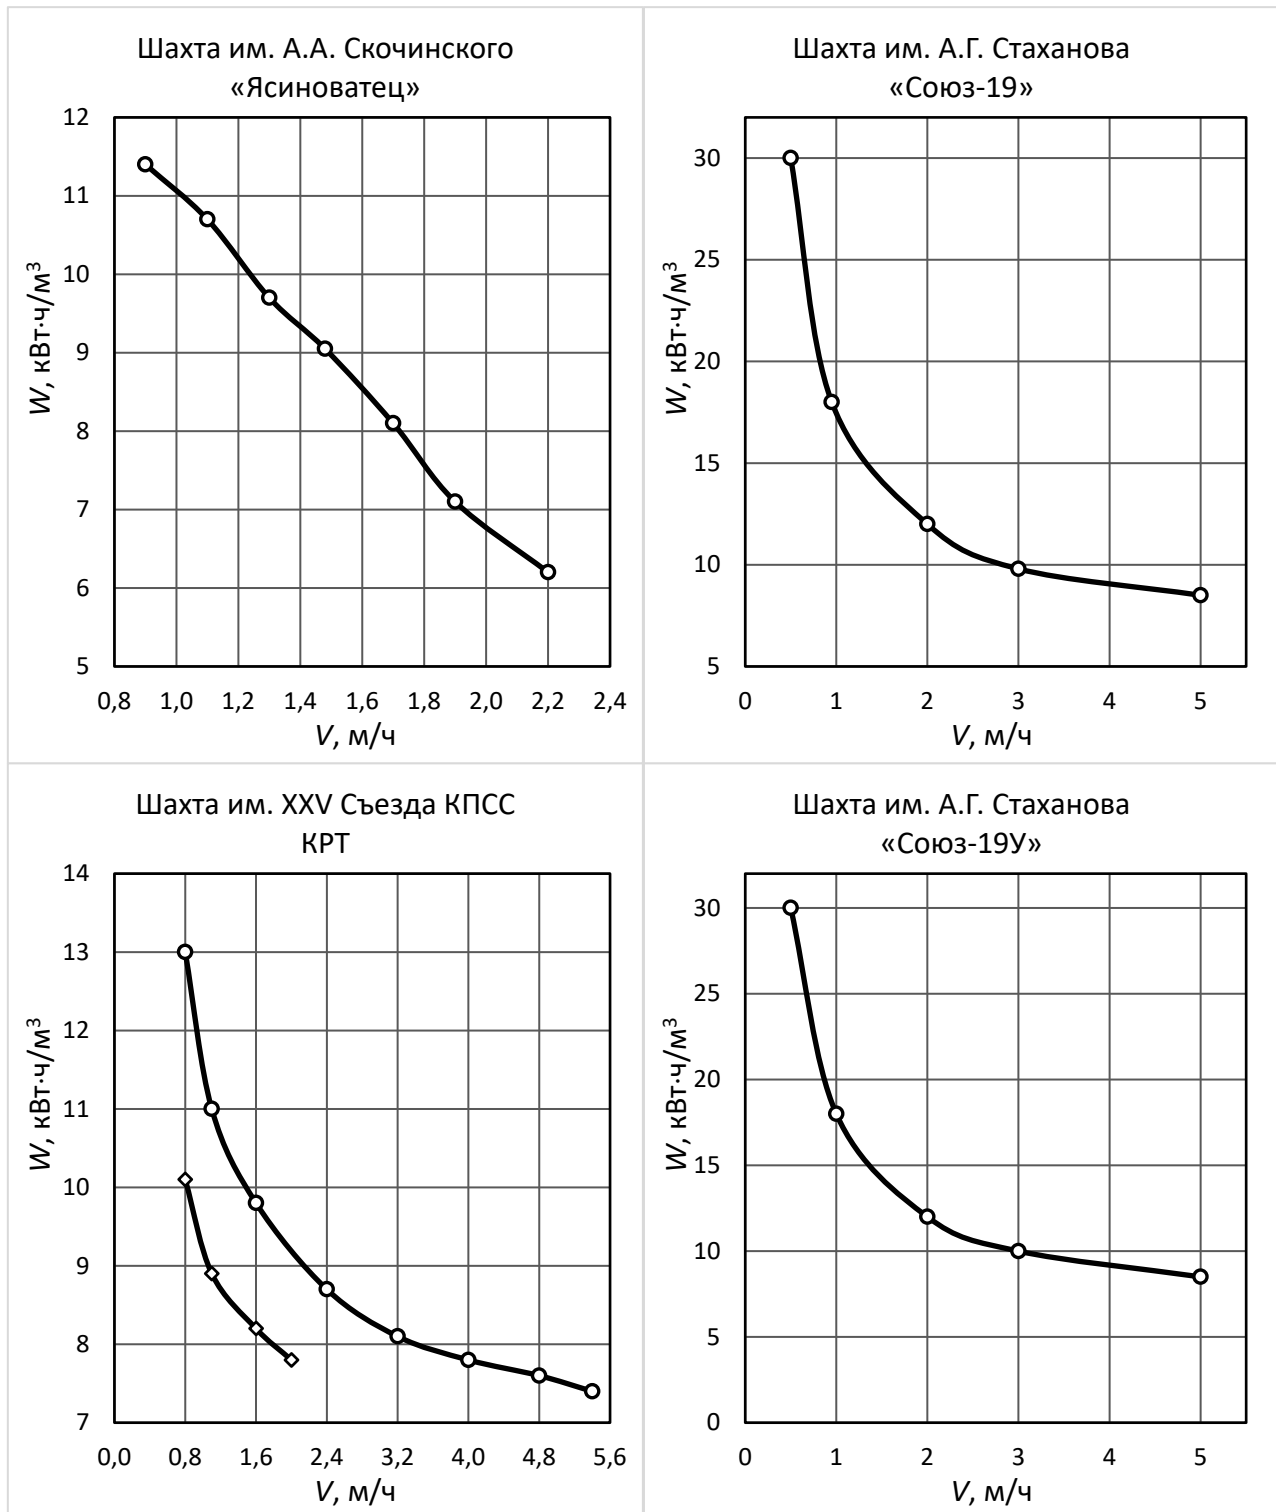 Шахта им. А.А. Скочинского
«Ясиноватец»
12
11
10
9
8
7
6
5
W, кВт·ч/м³
0,8 1,0 1,2 1,4 1,6 1,8 2,0 2,2 2,4
V, м/ч
Шахта им. А.Г. Стаханова
«Союз-19»
30
25
20
15
10
5
W, кВт·ч/м³
0 1 2 3 4 5
V, м/ч
Шахта им. XXV Съезда КПСС
КРТ
14
13
12
11
10
9
8
7
W, кВт·ч/м³
0,0 0,8 1,6 2,4 3,2 4,0 4,8 5,6
V, м/ч
Шахта им. А.Г. Стаханова
«Союз-19У»
30
25
20
15
10
5
0
W, кВт·ч/м³
0 1 2 3 4 5
V, м/ч